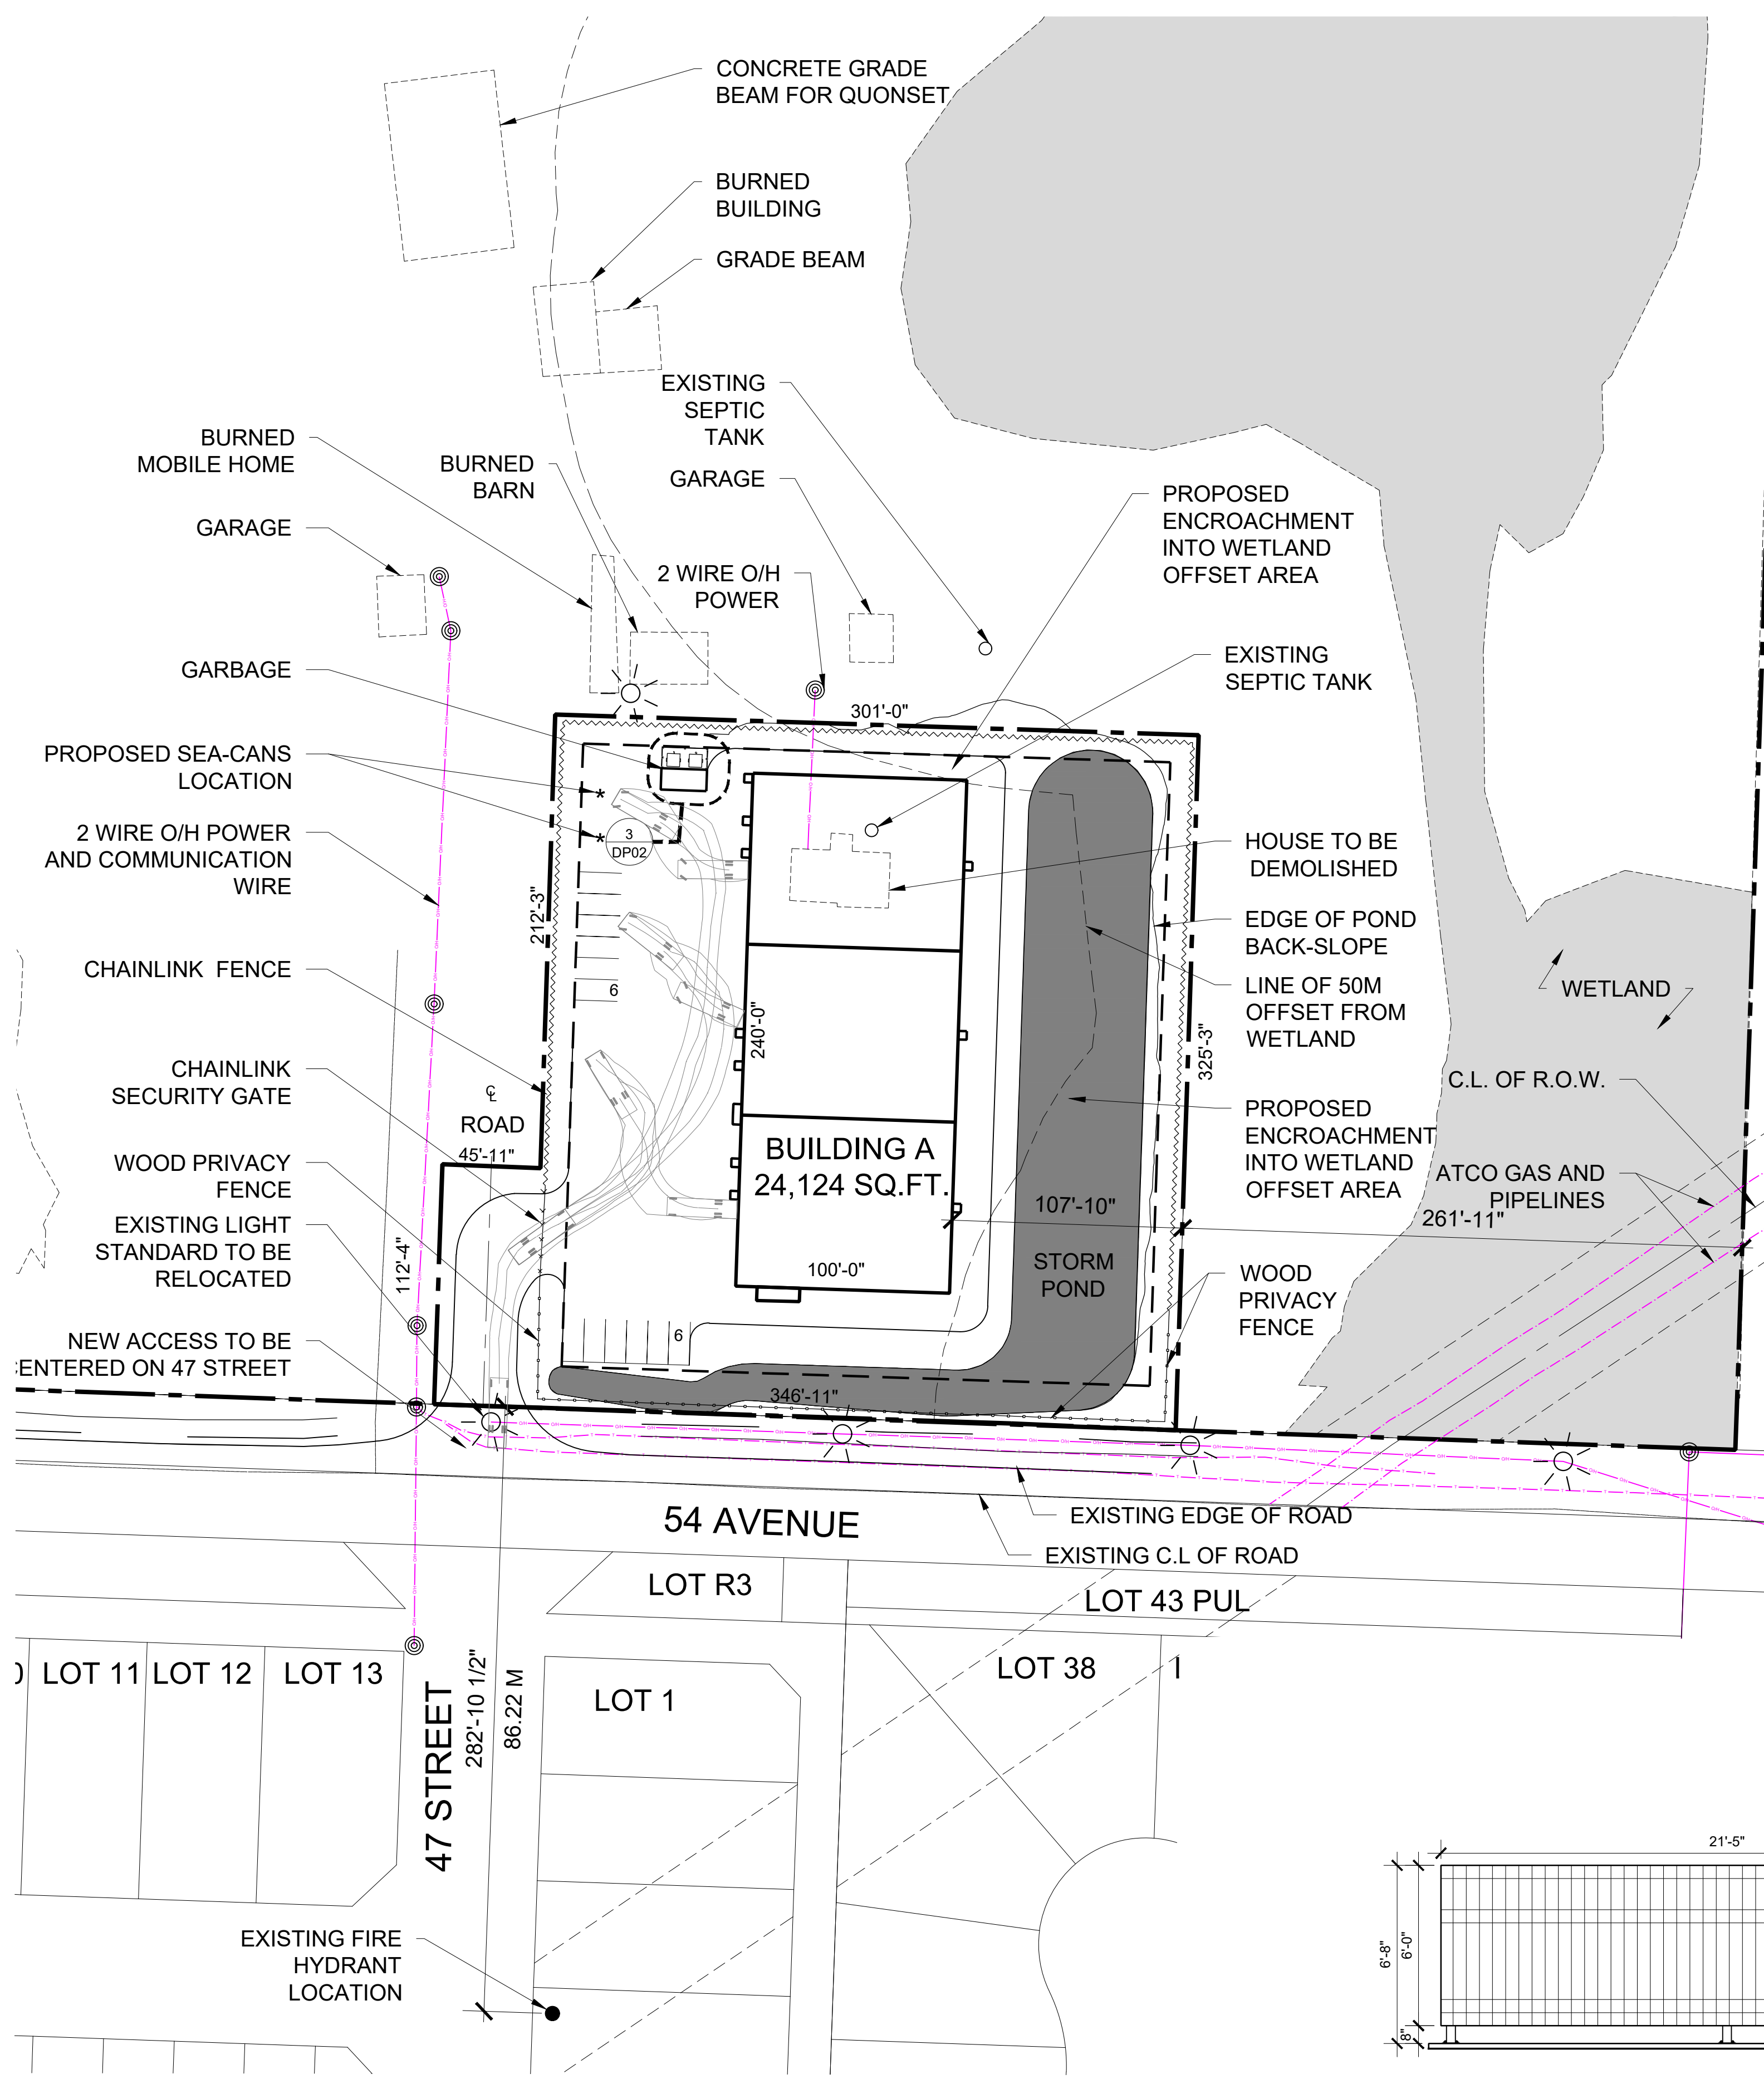 CONCRETE GRADE
BEAM FOR QUONSET
BURNED
BUILDING
GRADE BEAM
EXISTING
SEPTIC
TANK
BURNED
MOBILE HOME
BURNED
BARN
GARAGE
PROPOSED
ENCROACHMENT
INTO WETLAND
OFFSET AREA
GARAGE
2 WIRE O/H
POWER
GARBAGE
EXISTING
SEPTIC TANK
301'-0"
PROPOSED SEA-CANS
LOCATION
*
*
3
DP02
2 WIRE O/H POWER
AND COMMUNICATION
WIRE
HOUSE TO BE
DEMOLISHED
212'-3"
EDGE OF POND
BACK-SLOPE
CHAINLINK FENCE
6
LINE OF 50M
OFFSET FROM
WETLAND
WETLAND
240'-0"
325'-3"
CHAINLINK
SECURITY GATE
C.L. OF R.O.W.
℄
ROAD
45'-11"
PROPOSED
ENCROACHMENT
INTO WETLAND
OFFSET AREA
BUILDING A
24,124 SQ.FT.
WOOD PRIVACY
FENCE
ATCO GAS AND
PIPELINES
107'-10"
261'-11"
EXISTING LIGHT
STANDARD TO BE
RELOCATED
112'-4"
100'-0"
STORM
POND
WOOD
PRIVACY
FENCE
NEW ACCESS TO BE
CENTERED ON 47 STREET
6
346'-11"
54 AVENUE
EXISTING EDGE OF ROAD
EXISTING C.L OF ROAD
LOT R3
LOT 43 PUL
LOT 11
LOT 12
LOT 13
LOT 1
LOT 38
47 STREET
282'-10 1/2"
86.22 M
EXISTING FIRE
HYDRANT
LOCATION
21'-5"
6'-8"
6'-0"
8"